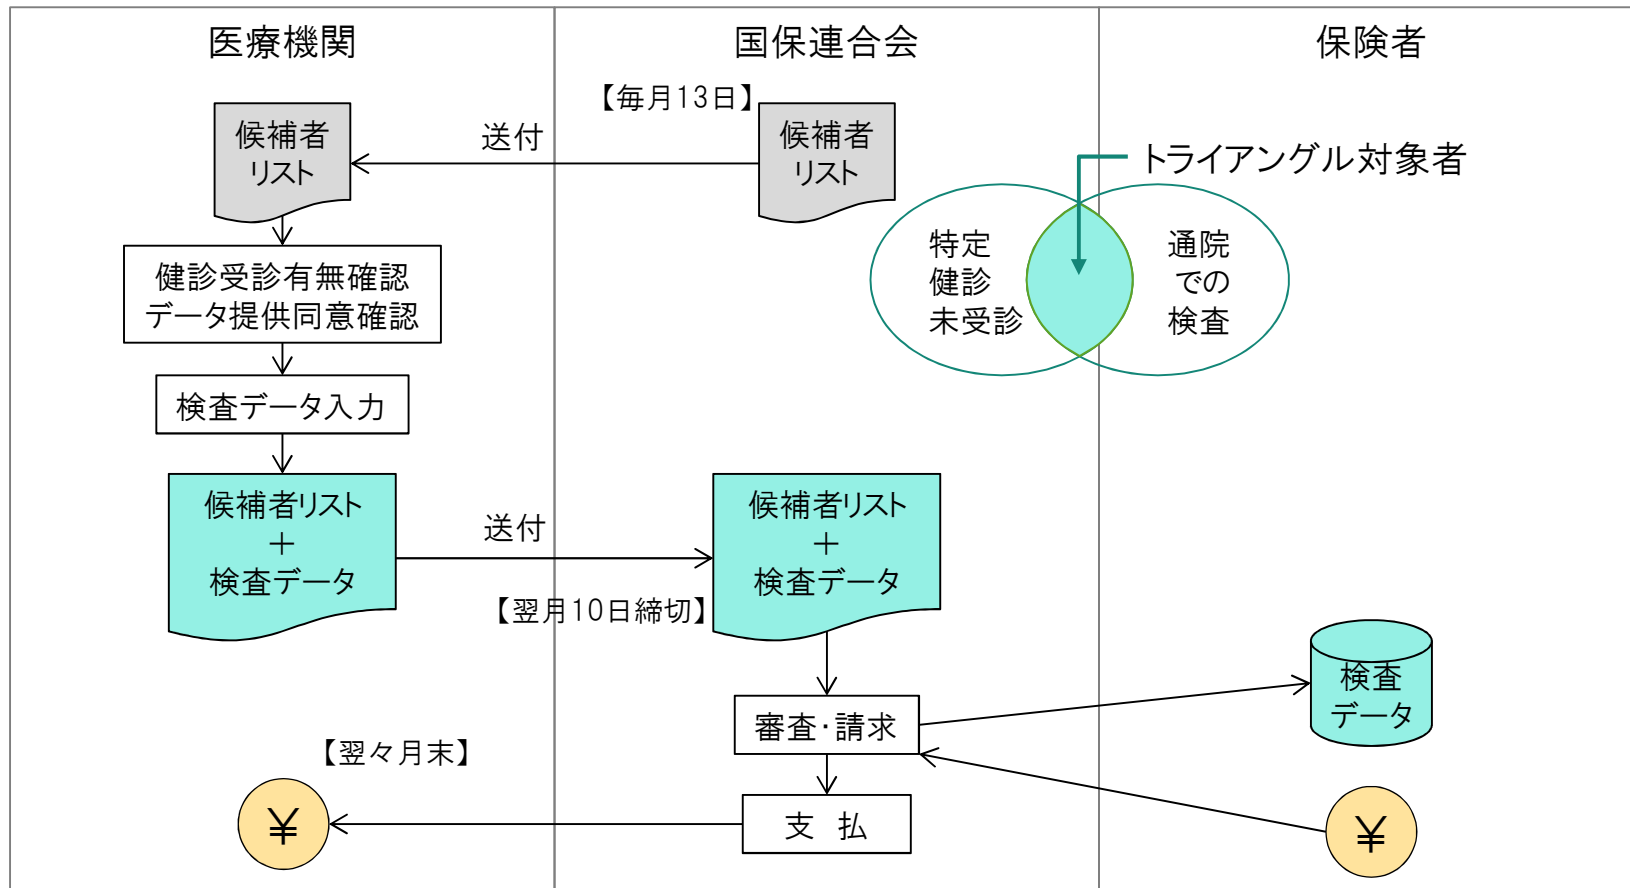 医療機関
国保連合会
保険者
【毎月13日】
候補者
リスト
送付
候補者
リスト
トライアングル対象者
特定
健診
未受診
通院
での
検査
健診受診有無確認
データ提供同意確認
検査データ入力
候補者リスト
＋
検査データ
送付
候補者リスト
＋
検査データ
【翌月10日締切】
審査･請求
検査
データ
【翌々月末】
￥
支　払
￥